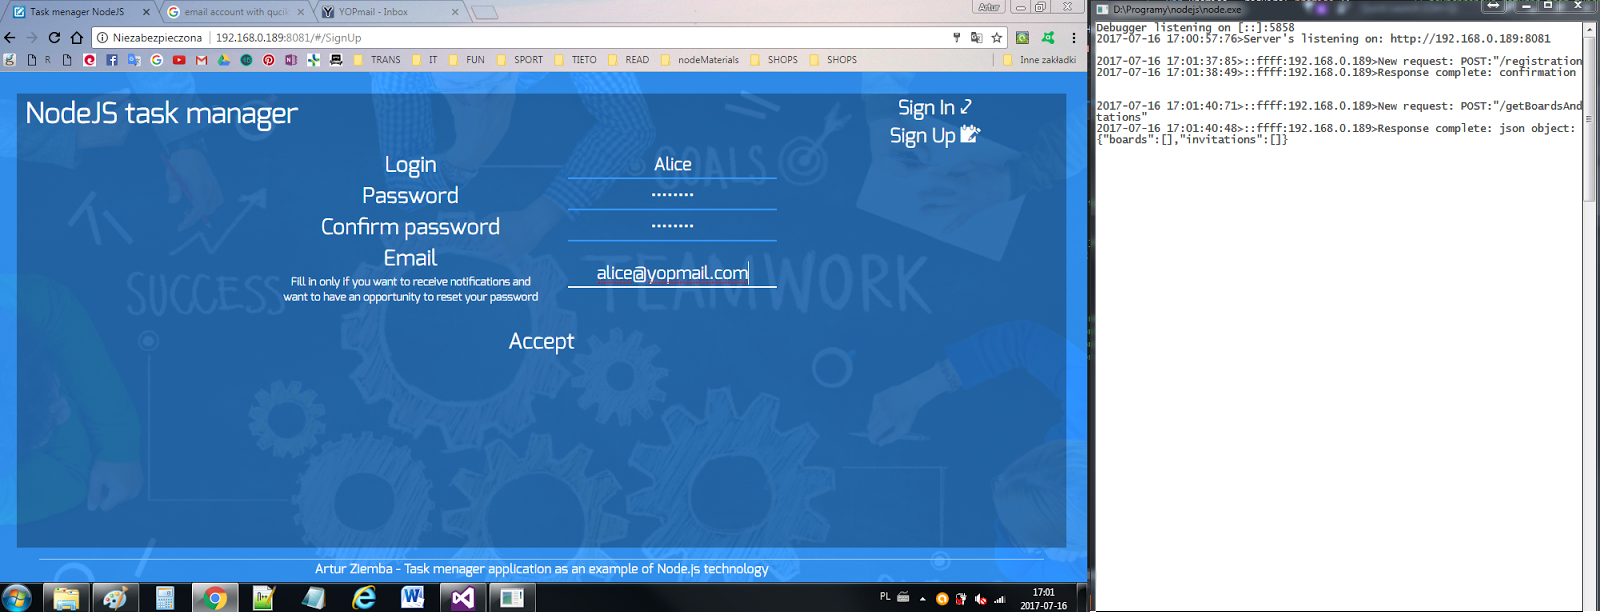 Task menager NodeJS
email account with qucik
YOPmail - Inbox
Artur
Niezabezpieczona
192.168.0.189:8081/#/SignUp
R
TRANS
IT
FUN
SPORT
TIETO
READ
nodeMaterials
SHOPS
SHOPS
Inne zakładki
NodeJS task manager
Sign In
Sign Up
Login
Alice
Password
••••••••
Confirm password
••••••••
Email
alice@yopmail.com
Fill in only if you want to receive notifications and
want to have an opportunity to reset your password
Accept
GOALS
SUCCESS
TEAMWORK
Artur Ziemba - Task menager application as an example of Node.js technology
PL
17:01
2017-07-16
D:\Programy\nodejs\node.exe
Debugger listening on [::]:5858
2017-07-16 17:00:57:76>Server's listening on: http://192.168.0.189:8081
2017-07-16 17:01:37:85>::ffff:192.168.0.189>New request: POST:"/registration
2017-07-16 17:01:38:49>::ffff:192.168.0.189>Response complete: confirmation
2017-07-16 17:01:40:71>::ffff:192.168.0.189>New request: POST:"/getBoardsAnd
tations"
2017-07-16 17:01:40:48>::ffff:192.168.0.189>Response complete: json object:
{"boards":[],"invitations":[]}